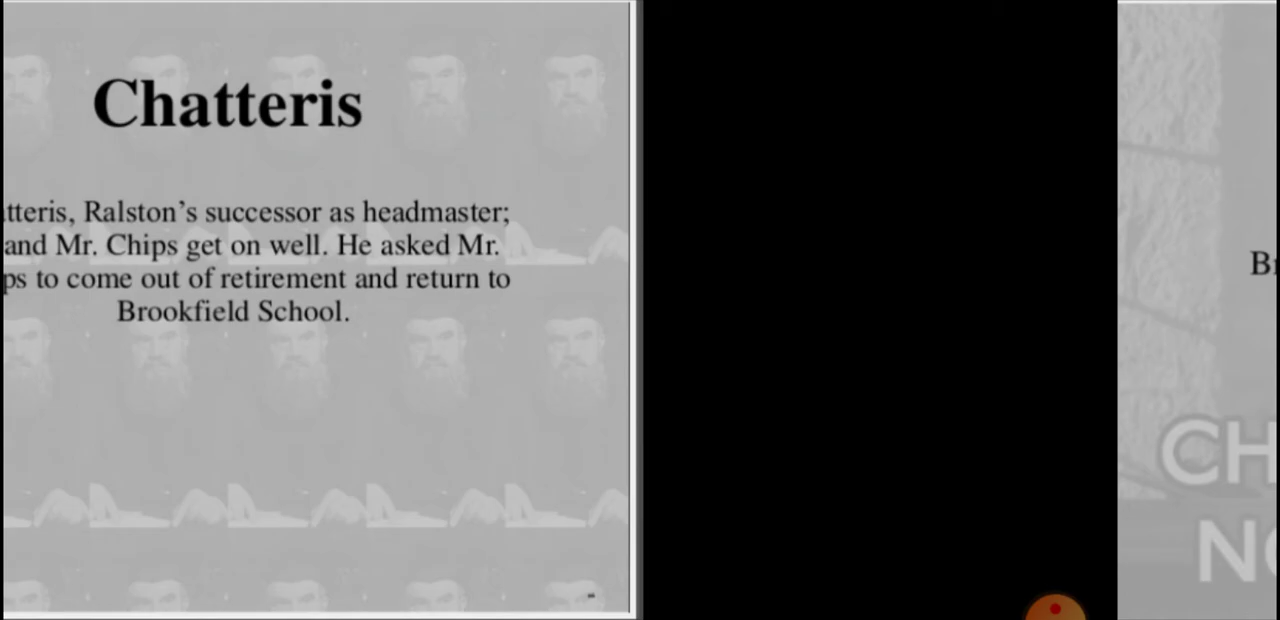 Chatteris
tteris, Ralston’s successor as headmaster;
and Mr. Chips get on well. He asked Mr.
ps to come out of retirement and return to
Brookfield School.
B
CH
N